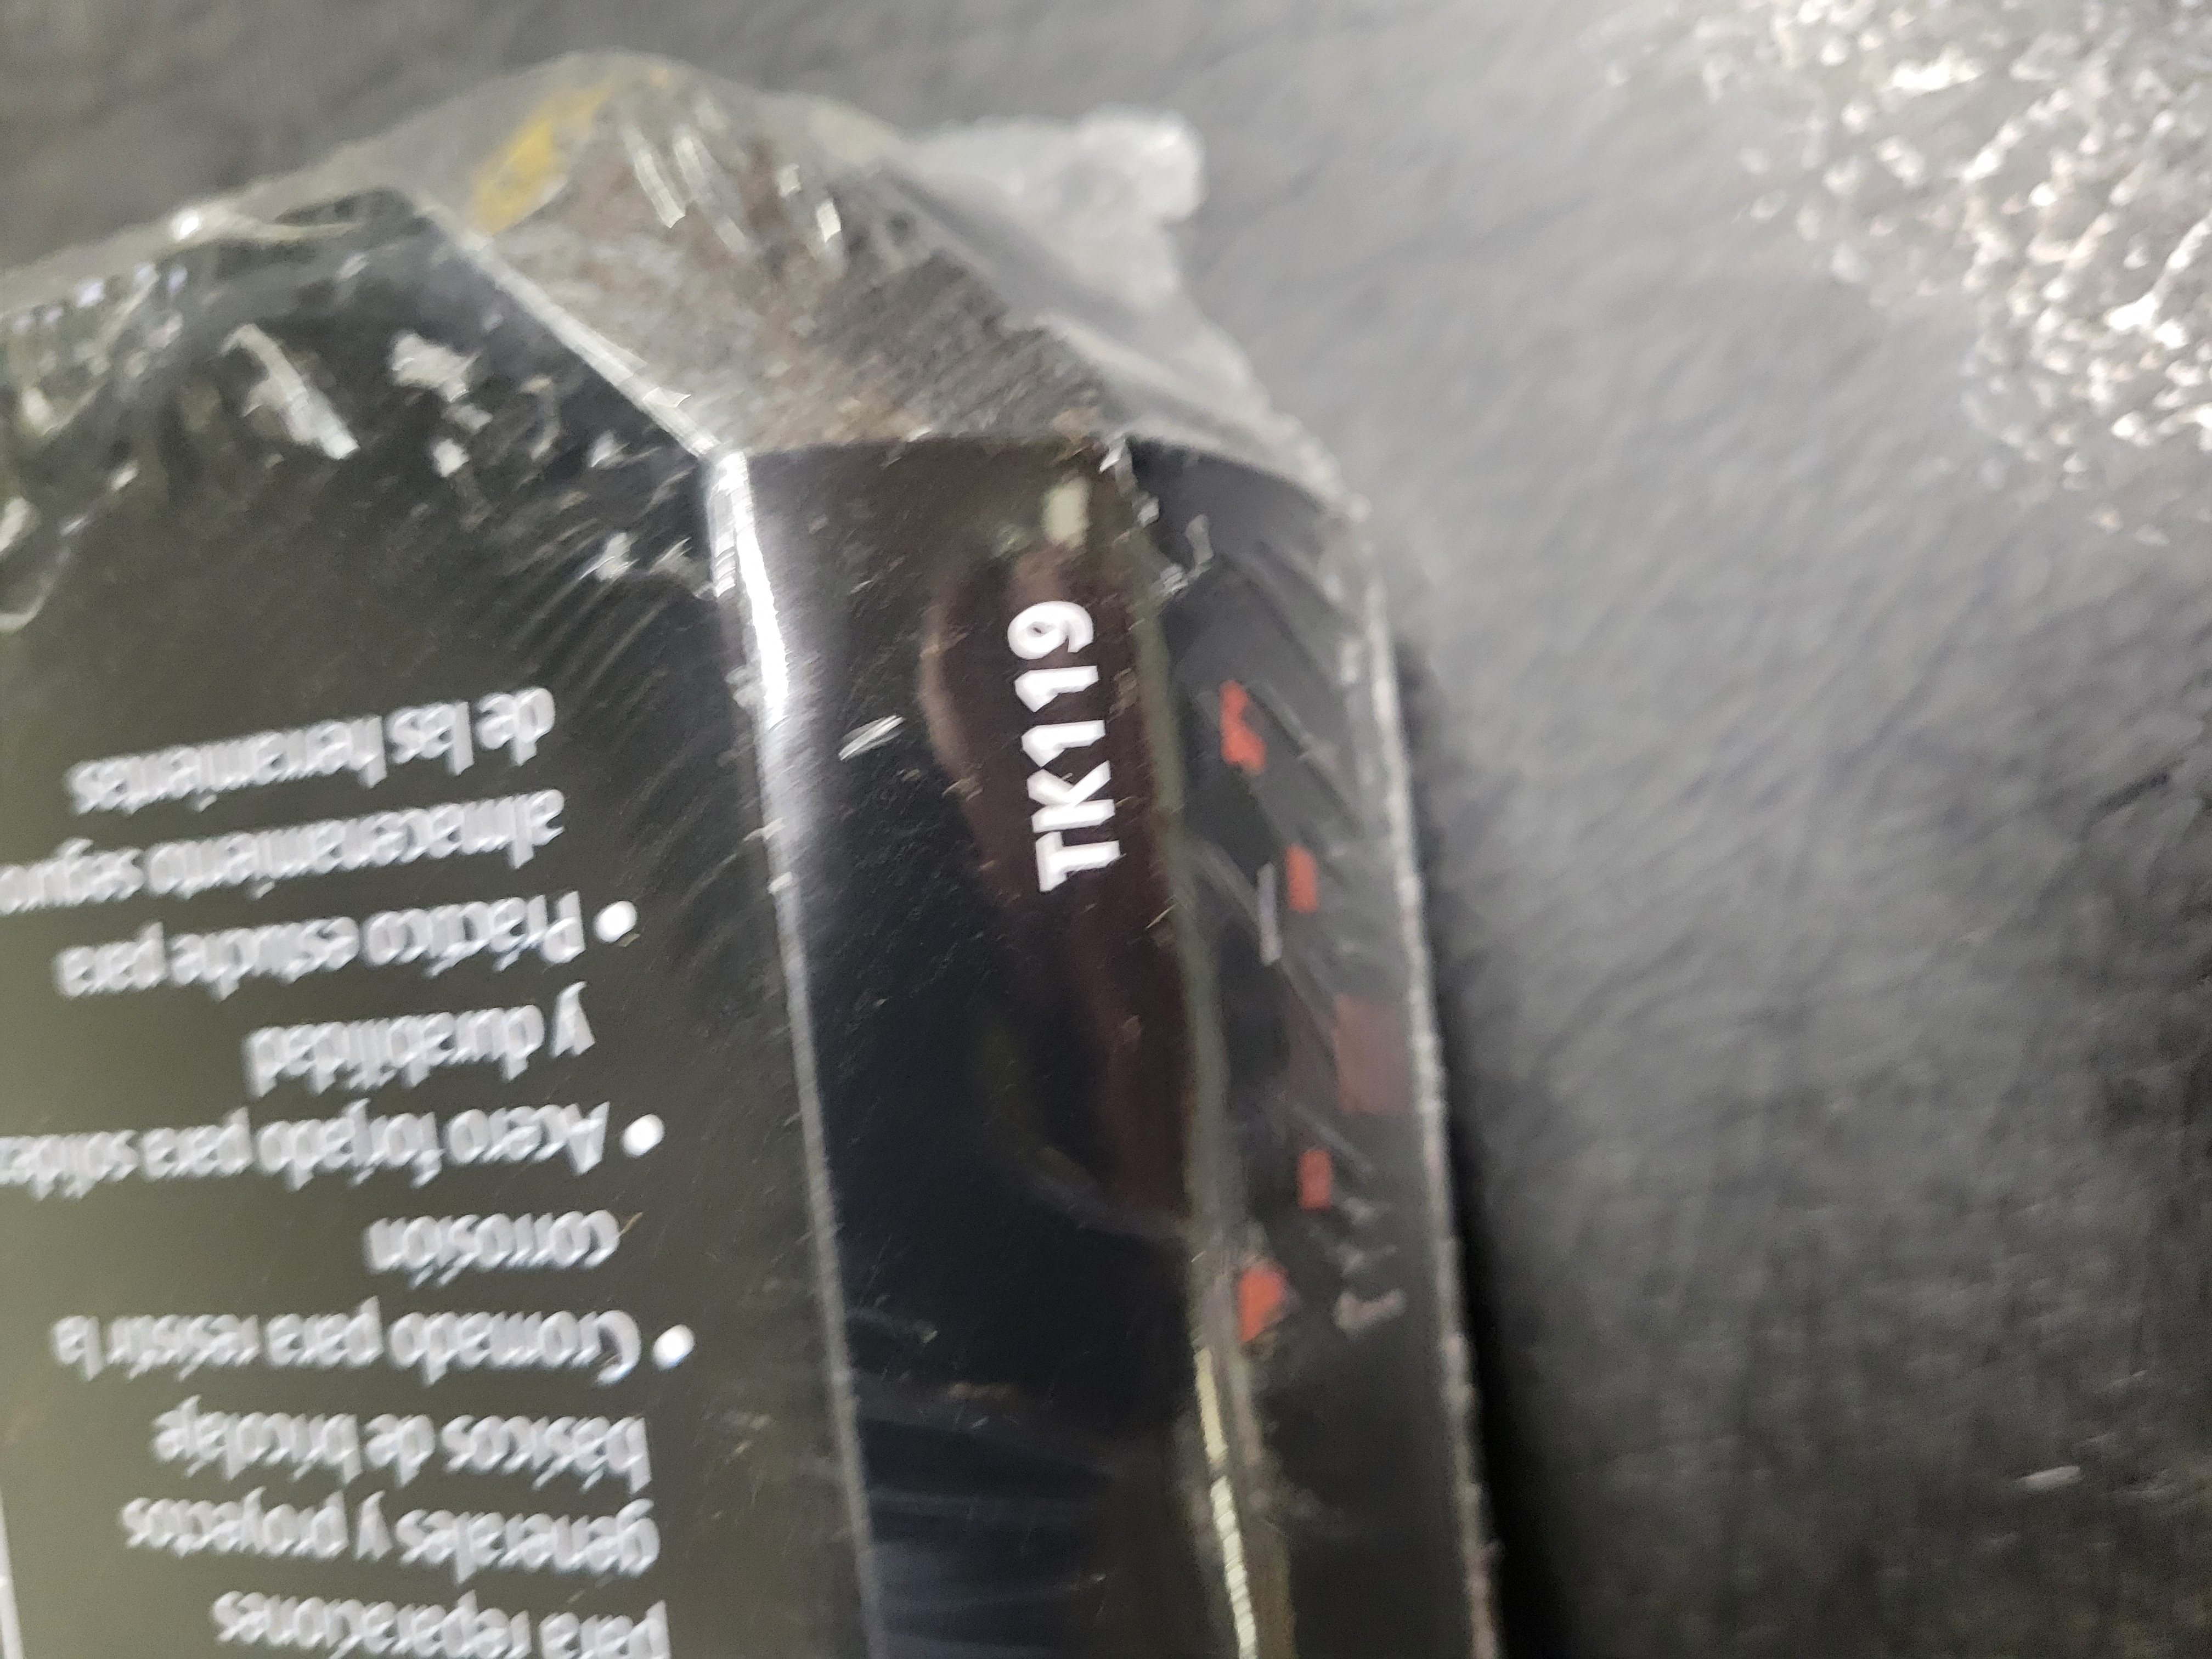 para reparaciones
generales y proyectos
básicos de bricolaje
• Cromado para resistir la
corrosión
• Acero forjado para solidez
y durabilidad
• Práctico estuche para
almacenamiento seguro
de las herramientas
TK119